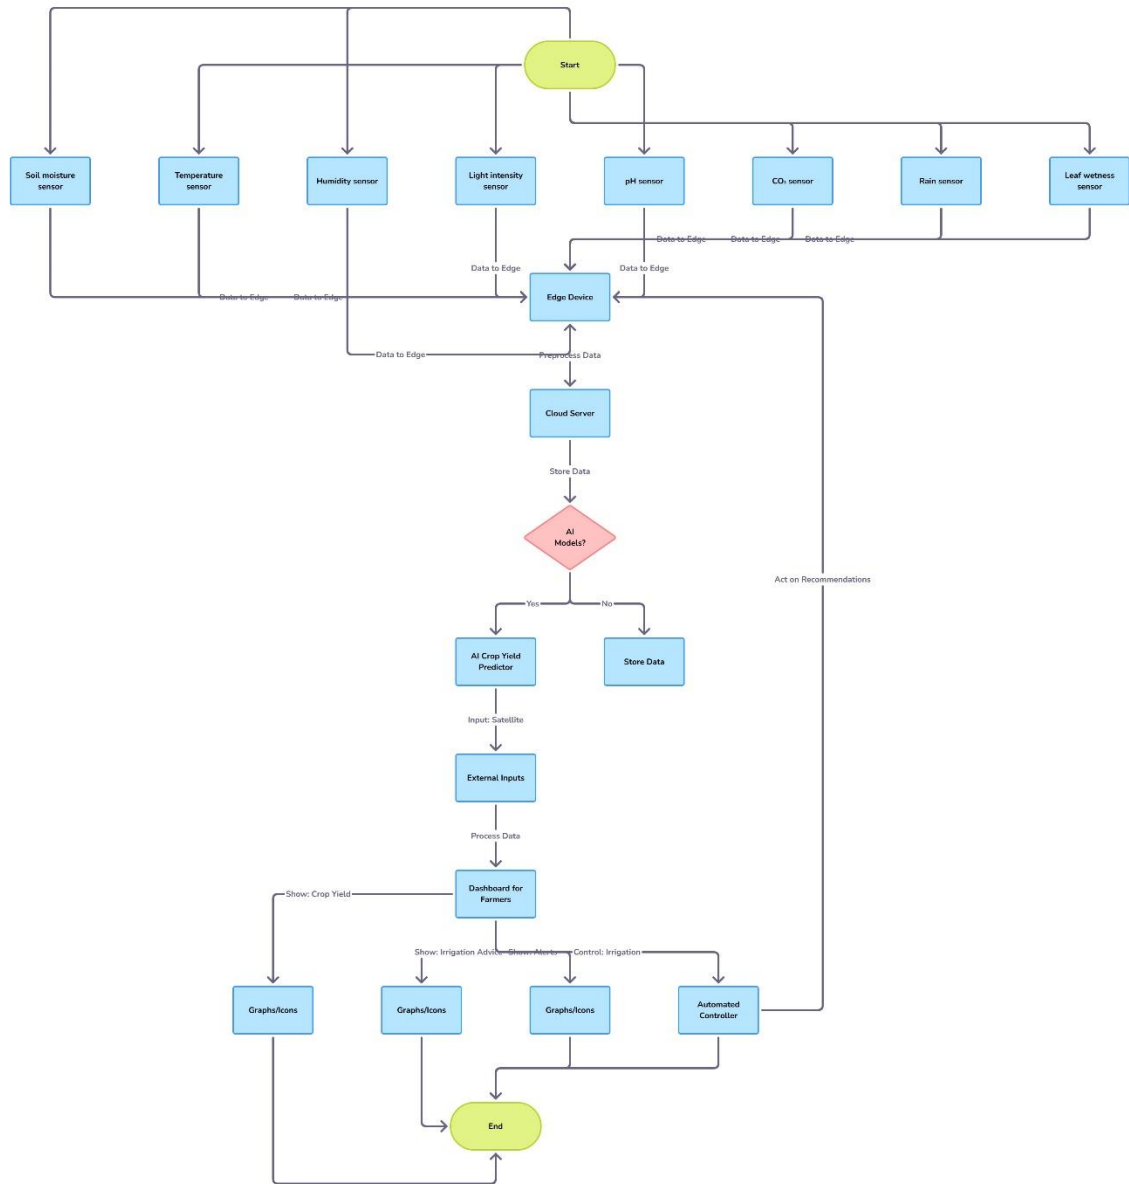 Start
Soil moisture
sensor
Temperature
sensor
Humidity sensor
Light intensity
sensor
pH sensor
CO₂ sensor
Rain sensor
Leaf wetness
sensor
Data to Edge
Data to Edge
Data to Edge
Data to Edge
Data to Edge
Data to Edge
Data to Edge
Edge Device
Data to Edge
Preprocess Data
Cloud Server
Store Data
AI
Models?
Act on Recommendations
Yes
No
AI Crop Yield
Predictor
Store Data
Input: Satellite
External Inputs
Process Data
Dashboard for
Farmers
Show: Crop Yield
Show: Irrigation Advice
Show: Alerts
Control: Irrigation
Graphs/Icons
Graphs/Icons
Graphs/Icons
Automated
Controller
End